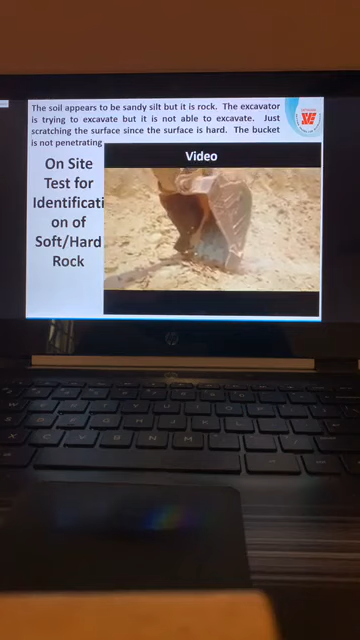 The soil appears to be sandy silt but it is rock. The excavator
is trying to excavate but it is not able to excavate. Just
scratching the surface since the surface is hard. The bucket
is not penetrating
On Site
Test for
Identificati
on of
Soft/Hard
Rock
Video
hp